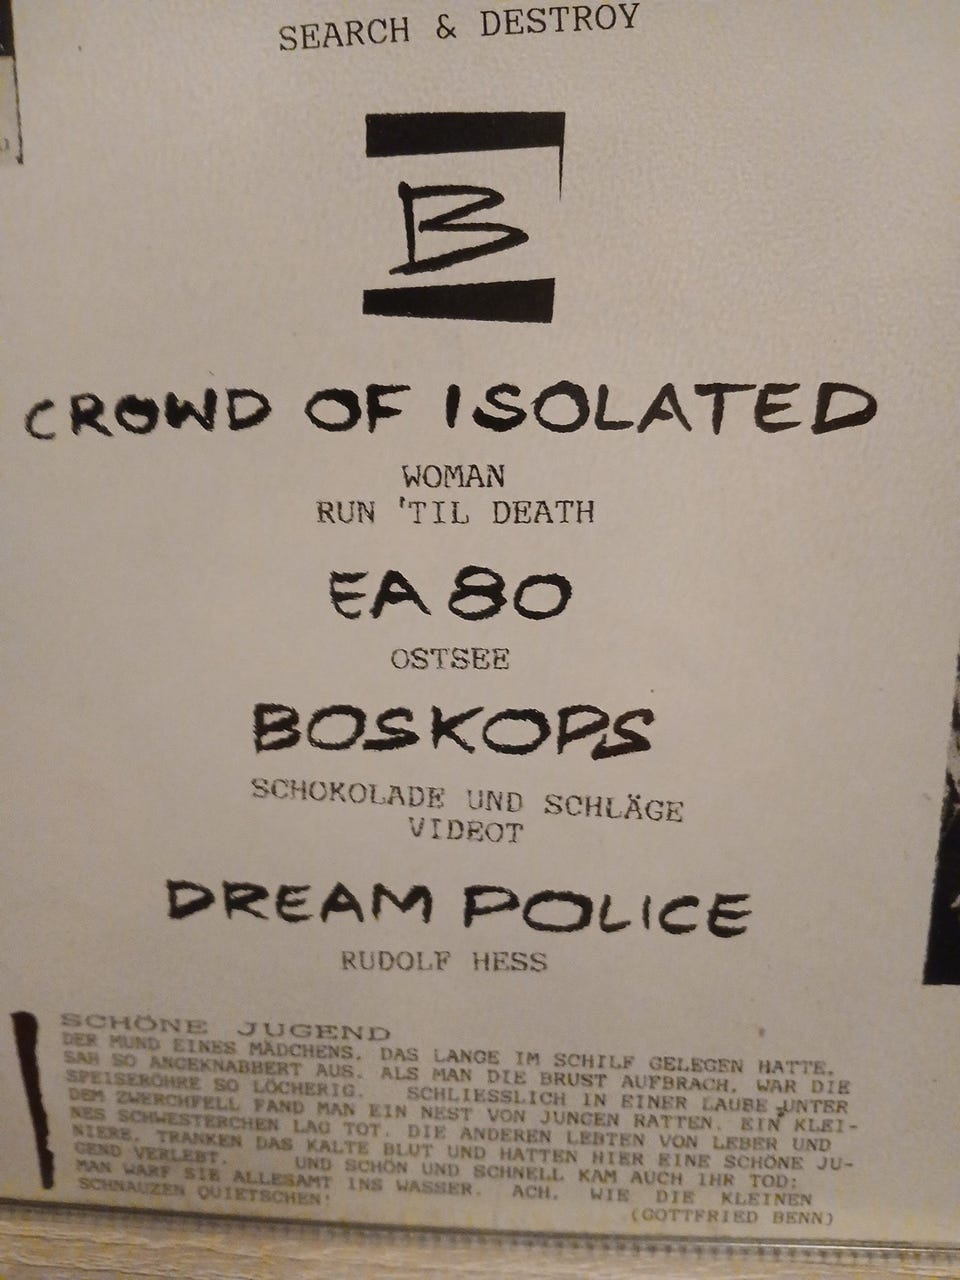 SEARCH & DESTROY
B
CROWD OF ISOLATED
WOMAN
RUN 'TIL DEATH
EA 80
OSTSEE
BOSKOPS
SCHOKOLADE UND SCHLÄGE
VIDEOT
DREAM POLICE
RUDOLF HESS
SCHÖNE JUGEND
DER MUND EINES MÄDCHENS, DAS LANGE IM SCHILF GELEGEN HATTE,
SAH SO ANGEKNABBERT AUS. ALS MAN DIE BRUST AUFBRACH, WAR DIE
SPEISERÖHRE SO LÖCHERIG. SCHLIESSLICH IN EINER LAUBE UNTER
DEM ZWERCHFELL FAND MAN EIN NEST VON JUNGEN RATTEN. EIN KLEI-
NES SCHWESTERCHEN LAG TOT. DIE ANDEREN LEBTEN VON LEBER UND
NIERE, TRANKEN DAS KALTE BLUT UND HATTEN HIER EINE SCHÖNE JU-
GEND VERLEBT. UND SCHÖN UND SCHNELL KAM AUCH IHR TOD:
MAN WARF SIE ALLESAMT INS WASSER. ACH, WIE DIE KLEINEN
SCHNAUZEN QUIETSCHEN!
(GOTTFRIED BENN)